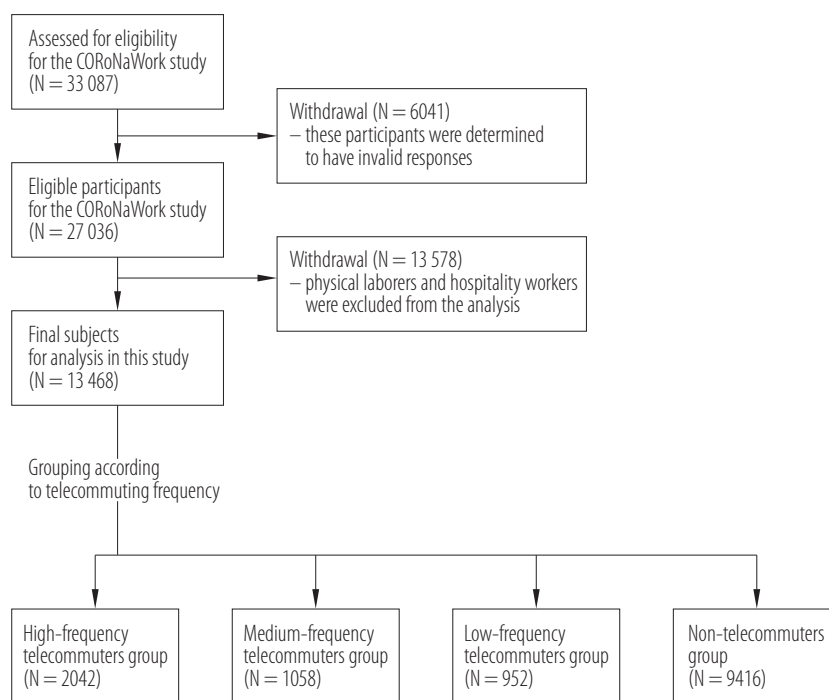 Assessed for eligibility
for the CORoNaWork study
(N = 33 087)
Withdrawal (N = 6041)
– these participants were determined
to have invalid responses
Eligible participants
for the CORoNaWork study
(N = 27 036)
Withdrawal (N = 13 578)
– physical laborers and hospitality workers
were excluded from the analysis
Final subjects
for analysis in this study
(N = 13 468)
Grouping according
to telecommuting frequency
High-frequency
telecommuters group
(N = 2042)
Medium-frequency
telecommuters group
(N = 1058)
Low-frequency
telecommuters group
(N = 952)
Non-telecommuters
group
(N = 9416)